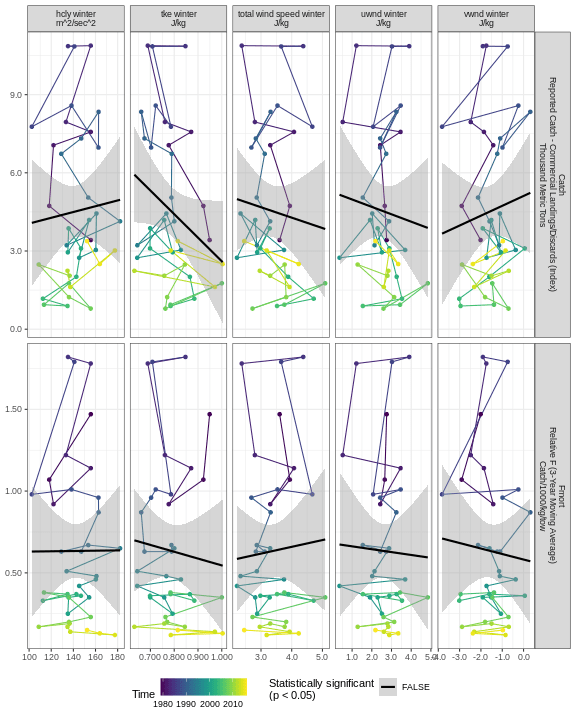 hcly winter
m^2/sec^2
tke winter
J/kg
total wind speed winter
J/kg
uwnd winter
J/kg
vwnd winter
J/kg
9.0
6.0
3.0
0.0
Catch
Reported Catch - Commercial Landings/Discards (Index)
Thousand Metric Tons
1.50
1.00
0.50
Fmort
Relative F (3-Year Moving Average)
Catch/1000/kg/tow
100 120 140 160 180
0.700 0.800 0.900 1.000
3.0 4.0 5.0
1.0 2.0 3.0 4.0 5.0
-4.0 -3.0 -2.0 -1.0 0.0
Time
1980 1990 2000 2010
Statistically significant
(p < 0.05)
FALSE